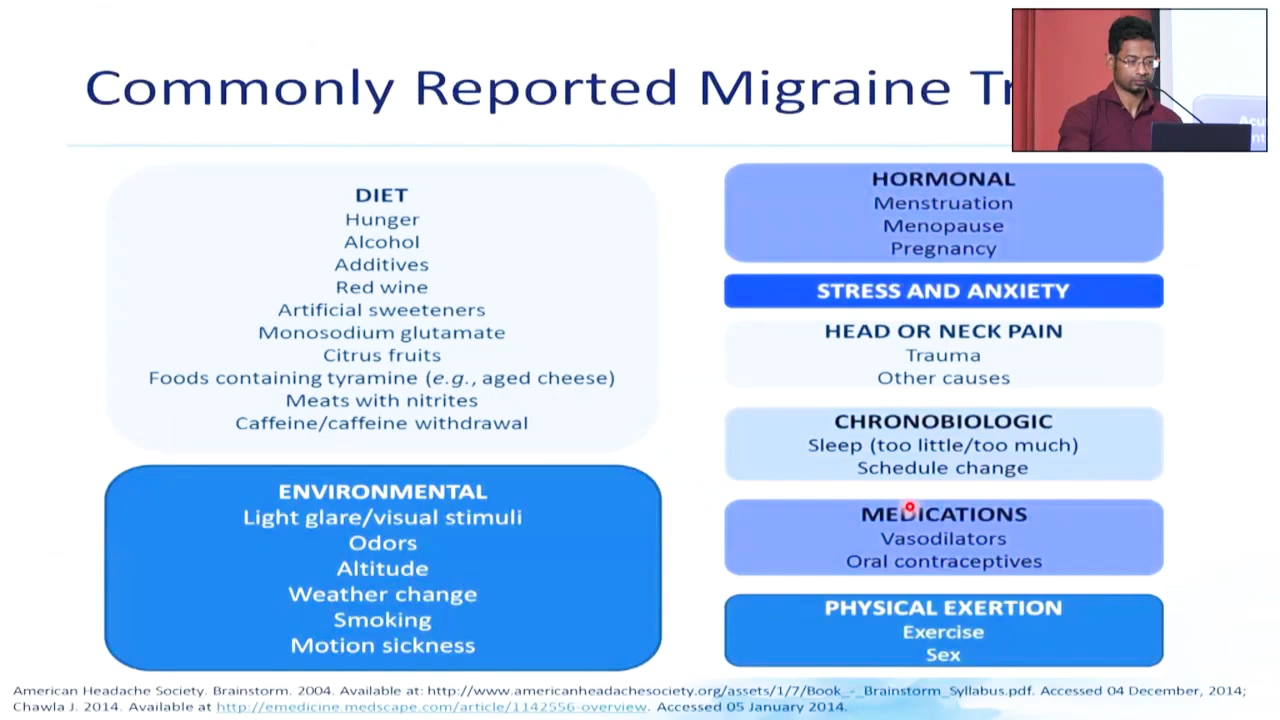 Commonly Reported Migraine
DIET
Hunger
Alcohol
Additives
Red wine
Artificial sweeteners
Monosodium glutamate
Citrus fruits
Foods containing tyramine (e.g., aged cheese)
Meats with nitrites
Caffeine/caffeine withdrawal
ENVIRONMENTAL
Light glare/visual stimuli
Odors
Altitude
Weather change
Smoking
Motion sickness
HORMONAL
Menstruation
Menopause
Pregnancy
STRESS AND ANXIETY
HEAD OR NECK PAIN
Trauma
Other causes
CHRONOBIOLOGIC
Sleep (too little/too much)
Schedule change
MEDICATIONS
Vasodilators
Oral contraceptives
PHYSICAL EXERTION
Exercise
Sex
American Headache Society. Brainstorm. 2004. Available at: http://www.americanheadachesociety.org/assets/1/7/Book_-_Brainstorm_Syllabus.pdf. Accessed 04 December, 2014;
Chawla J. 2014. Available at http://emedicine.medscape.com/article/1142556-overview. Accessed 05 January 2014.